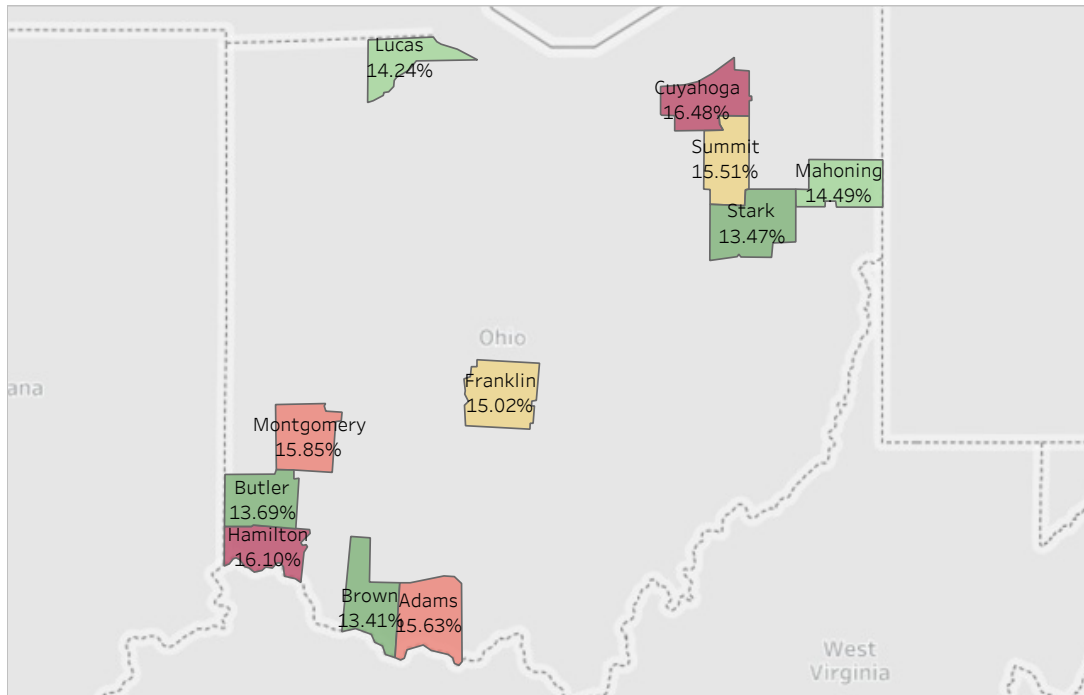 Lucas
14.24%
Cuyahoga
16.48%
Summit
15.51%
Mahoning
14.49%
Stark
13.47%
Ohio
ana
Franklin
15.02%
Montgomery
15.85%
Butler
13.69%
Hamilton
16.10%
Brown
13.41%
Adams
15.63%
West
Virginia